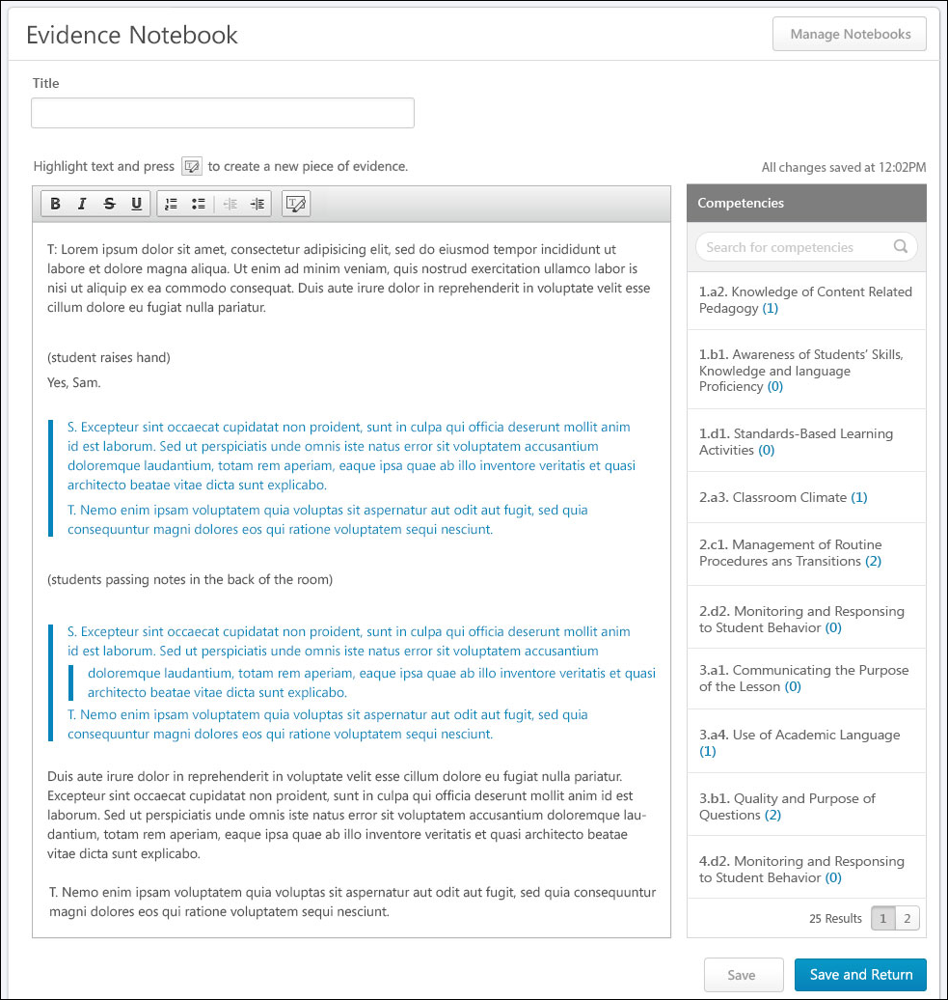 Evidence Notebook
Manage Notebooks
Title
Highlight text and press to create a new piece of evidence.
All changes saved at 12:02PM
B I S U
T: Lorem ipsum dolor sit amet, consectetur adipisicing elit, sed do eiusmod tempor incididunt ut
labore et dolore magna aliqua. Ut enim ad minim veniam, quis nostrud exercitation ullamco labor is
nisi ut aliquip ex ea commodo consequat. Duis aute irure dolor in reprehenderit in voluptate velit esse
cillum dolore eu fugiat nulla pariatur.
(student raises hand)
Yes, Sam.
S. Excepteur sint occaecat cupidatat non proident, sunt in culpa qui officia deserunt mollit anim
id est laborum. Sed ut perspiciatis unde omnis iste natus error sit voluptatem accusantium
doloremque laudantium, totam rem aperiam, eaque ipsa quae ab illo inventore veritatis et quasi
architecto beatae vitae dicta sunt explicabo.
T. Nemo enim ipsam voluptatem quia voluptas sit aspernatur aut odit aut fugit, sed quia
consequuntur magni dolores eos qui ratione voluptatem sequi nesciunt.
(students passing notes in the back of the room)
S. Excepteur sint occaecat cupidatat non proident, sunt in culpa qui officia deserunt mollit anim
id est laborum. Sed ut perspiciatis unde omnis iste natus error sit voluptatem accusantium
doloremque laudantium, totam rem aperiam, eaque ipsa quae ab illo inventore veritatis et quasi
architecto beatae vitae dicta sunt explicabo.
T. Nemo enim ipsam voluptatem quia voluptas sit aspernatur aut odit aut fugit, sed quia
consequuntur magni dolores eos qui ratione voluptatem sequi nesciunt.
Duis aute irure dolor in reprehenderit in voluptate velit esse cillum dolore eu fugiat nulla pariatur.
Excepteur sint occaecat cupidatat non proident, sunt in culpa qui officia deserunt mollit anim id est
laborum. Sed ut perspiciatis unde omnis iste natus error sit voluptatem accusantium doloremque lau-
dantium, totam rem aperiam, eaque ipsa quae ab illo inventore veritatis et quasi architecto beatae
vitae dicta sunt explicabo.
T. Nemo enim ipsam voluptatem quia voluptas sit aspernatur aut odit aut fugit, sed quia consequuntur
magni dolores eos qui ratione voluptatem sequi nesciunt.
Competencies
Search for competencies
1.a2. Knowledge of Content Related
Pedagogy (1)
1.b1. Awareness of Students' Skills,
Knowledge and language
Proficiency (0)
1.d1. Standards-Based Learning
Activities (0)
2.a3. Classroom Climate (1)
2.c1. Management of Routine
Procedures ans Transitions (2)
2.d2. Monitoring and Responsing
to Student Behavior (0)
3.a1. Communicating the Purpose
of the Lesson (0)
3.a4. Use of Academic Language
(1)
3.b1. Quality and Purpose of
Questions (2)
4.d2. Monitoring and Responsing
to Student Behavior (0)
25 Results 1 2
Save
Save and Return